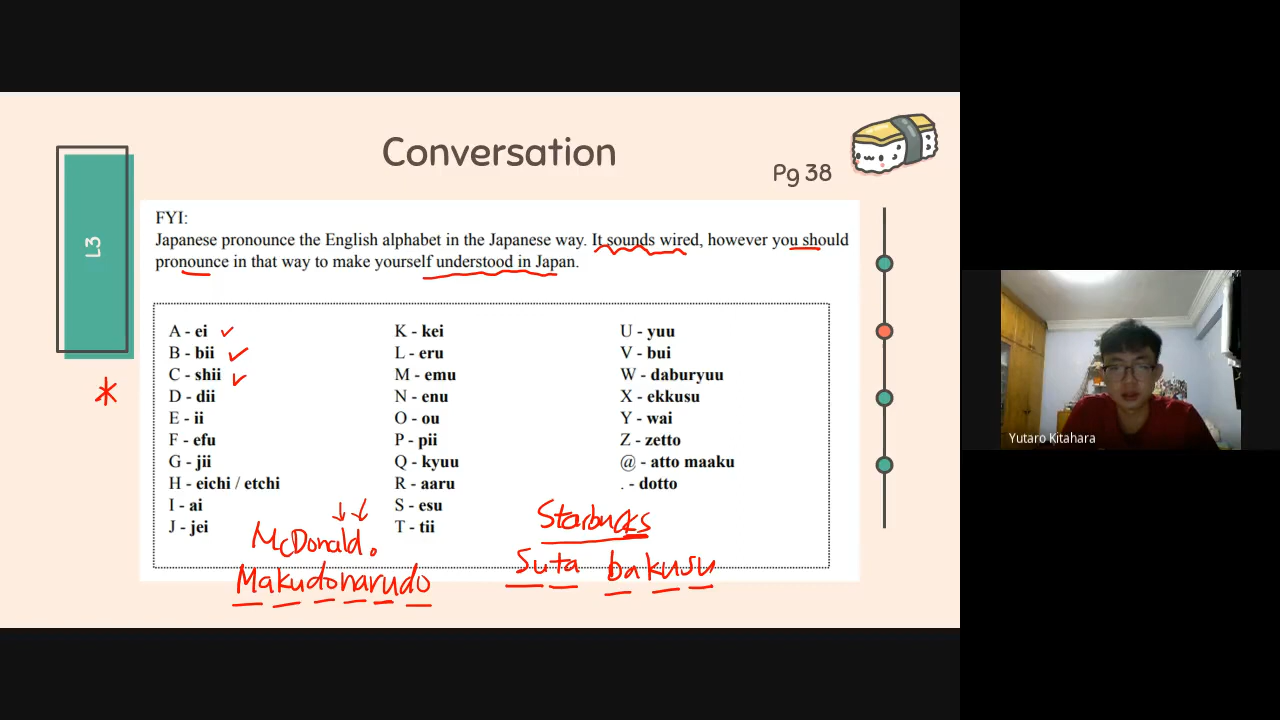 Conversation
Pg 38
L3
FYI:
Japanese pronounce the English alphabet in the Japanese way. It sounds wired, however you should
pronounce in that way to make yourself understood in Japan.
A - ei
B - bii
C - shii
D - dii
E - ii
F - efu
G - jii
H - eichi / etchi
I - ai
J - jei
K - kei
L - eru
M - emu
N - enu
O - ou
P - pii
Q - kyuu
R - aaru
S - esu
T - tii
U - yuu
V - bui
W - daburyuu
X - ekkusu
Y - wai
Z - zetto
@ - atto maaku
. - dotto
McDonald.
Makudonarudo
Starbucks
Suta bakusu
Yutaro Kitahara